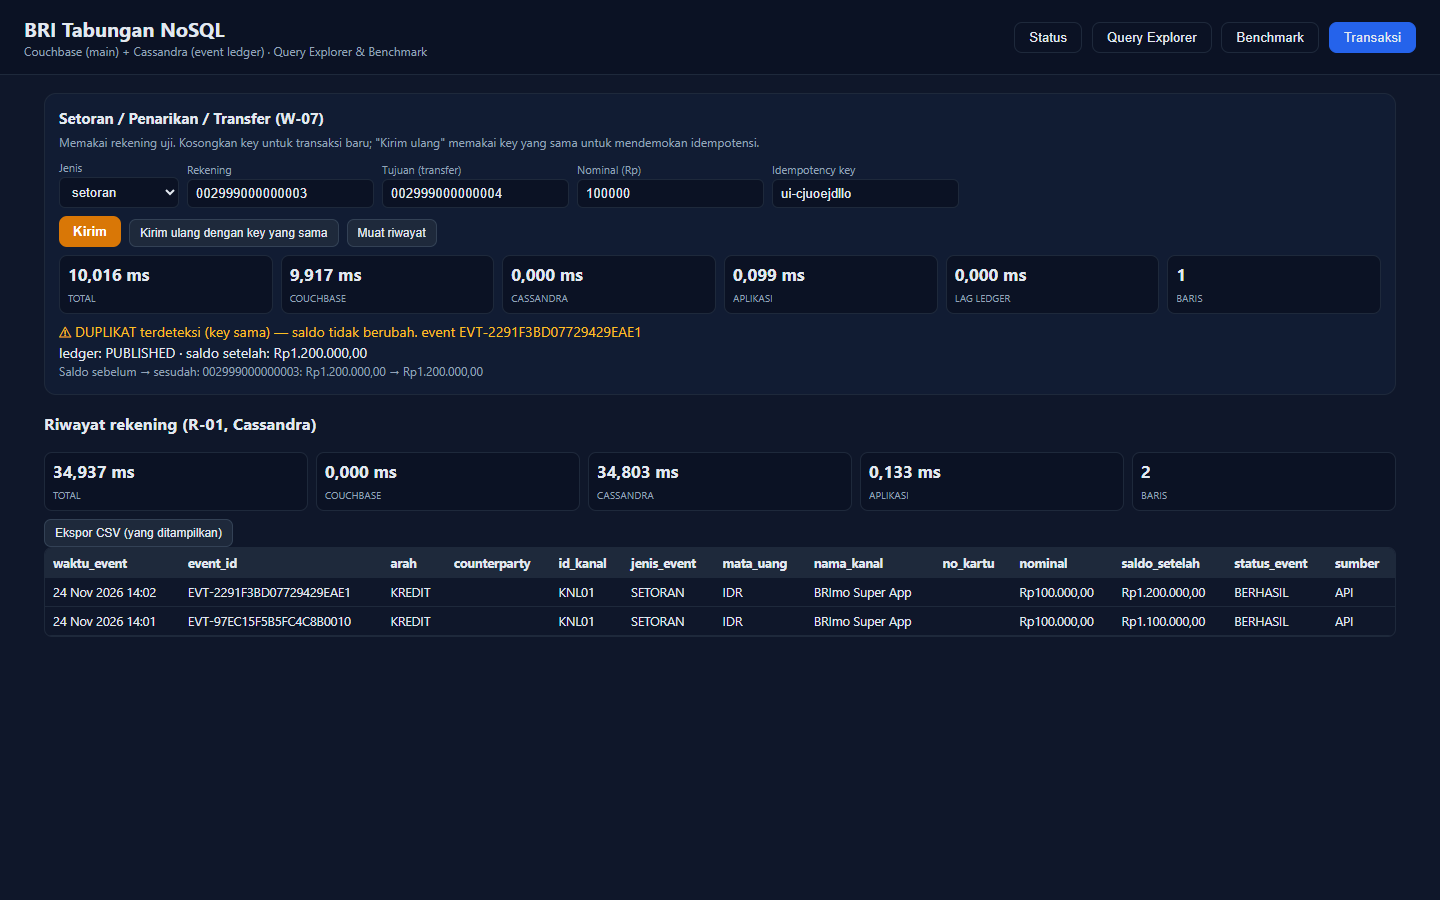 BRI Tabungan NoSQL
Couchbase (main) + Cassandra (event ledger) · Query Explorer & Benchmark
Status
Query Explorer
Benchmark
Transaksi
Setoran / Penarikan / Transfer (W-07)
Memakai rekening uji. Kosongkan key untuk transaksi baru; "Kirim ulang" memakai key yang sama untuk mendemokan idempotensi.
Jenis Rekening Tujuan (transfer) Nominal (Rp) Idempotency key
setoran 002999000000003 002999000000004 100000 ui-cjuoejdllo
Kirim Kirim ulang dengan key yang sama Muat riwayat
10,016 ms 9,917 ms 0,000 ms 0,099 ms 0,000 ms 1
TOTAL COUCHBASE CASSANDRA APLIKASI LAG LEDGER BARIS
⚠ DUPLIKAT terdeteksi (key sama) — saldo tidak berubah. event EVT-2291F3BD07729429EAE1
ledger: PUBLISHED · saldo setelah: Rp1.200.000,00
Saldo sebelum → sesudah: 002999000000003: Rp1.200.000,00 → Rp1.200.000,00
Riwayat rekening (R-01, Cassandra)
34,937 ms 0,000 ms 34,803 ms 0,133 ms 2
TOTAL COUCHBASE CASSANDRA APLIKASI BARIS
Ekspor CSV (yang ditampilkan)
waktu_event event_id arah counterparty id_kanal jenis_event mata_uang nama_kanal no_kartu nominal saldo_setelah status_event sumber
24 Nov 2026 14:02 EVT-2291F3BD07729429EAE1 KREDIT KNL01 SETORAN IDR BRImo Super App Rp100.000,00 Rp1.200.000,00 BERHASIL API
24 Nov 2026 14:01 EVT-97EC15F5B5FC4C8B0010 KREDIT KNL01 SETORAN IDR BRImo Super App Rp100.000,00 Rp1.100.000,00 BERHASIL API